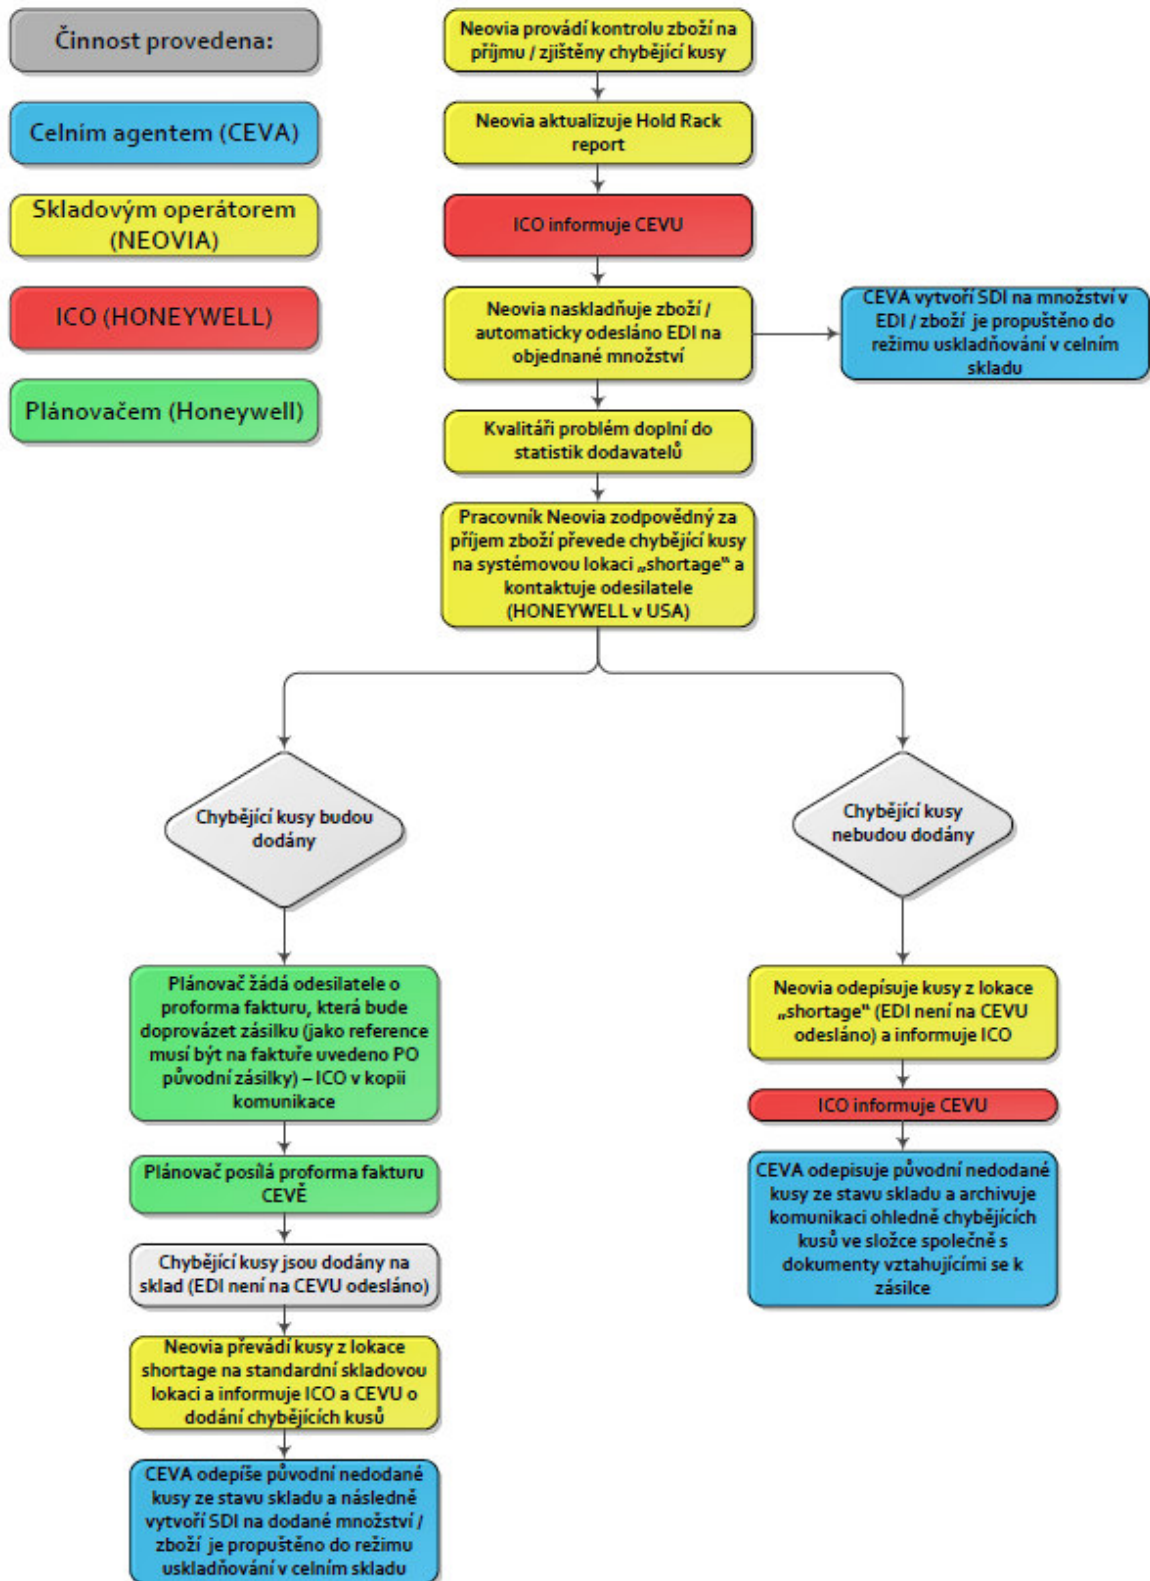 Činnost provedena:
Celním agentem (CEVA)
Skladovým operátorem
(NEOVIA)
ICO (HONEYWELL)
Plánovačem (Honeywell)
Neovia provádí kontrolu zboží na
příjmu / zjištěny chybějící kusy
Neovia aktualizuje Hold Rack
report
ICO informuje CEVU
Neovia naskladňuje zboží /
automaticky odesláno EDI na
objednané množství
CEVA vytvoří SDI na množství v
EDI / zboží je propuštěno do
režimu uskladňování v celním
skladu
Kvalitáři problém doplní do
statistik dodavatelů
Pracovník Neovia zodpovědný za
příjem zboží převede chybějící kusy
na systémovou lokaci „shortage“ a
kontaktuje odesilatele
(HONEYWELL v USA)
Chybějící kusy budou
dodány
Plánovač žádá odesilatele o
proforma fakturu, která bude
doprovázet zásilku (jako reference
musí být na faktuře uvedeno PO
původní zásilky) – ICO v kopii
komunikace
Plánovač posílá proforma fakturu
CEVĚ
Chybějící kusy jsou dodány na
sklad (EDI není na CEVU odesláno)
Neovia převádí kusy z lokace
shortage na standardní skladovou
lokaci a informuje ICO a CEVU o
dodání chybějících kusů
CEVA odepíše původní nedodané
kusy ze stavu skladu a následně
vytvoří SDI na dodané množství /
zboží je propuštěno do režimu
uskladňování v celním skladu
Chybějící kusy
nebudou dodány
Neovia odepísuje kusy z lokace
„shortage“ (EDI není na CEVU
odesláno) a informuje ICO
ICO informuje CEVU
CEVA odepisuje původní nedodané
kusy ze stavu skladu a archivuje
komunikaci ohledně chybějících
kusů ve složce společně s
dokumenty vztahujícími se k
zásilce